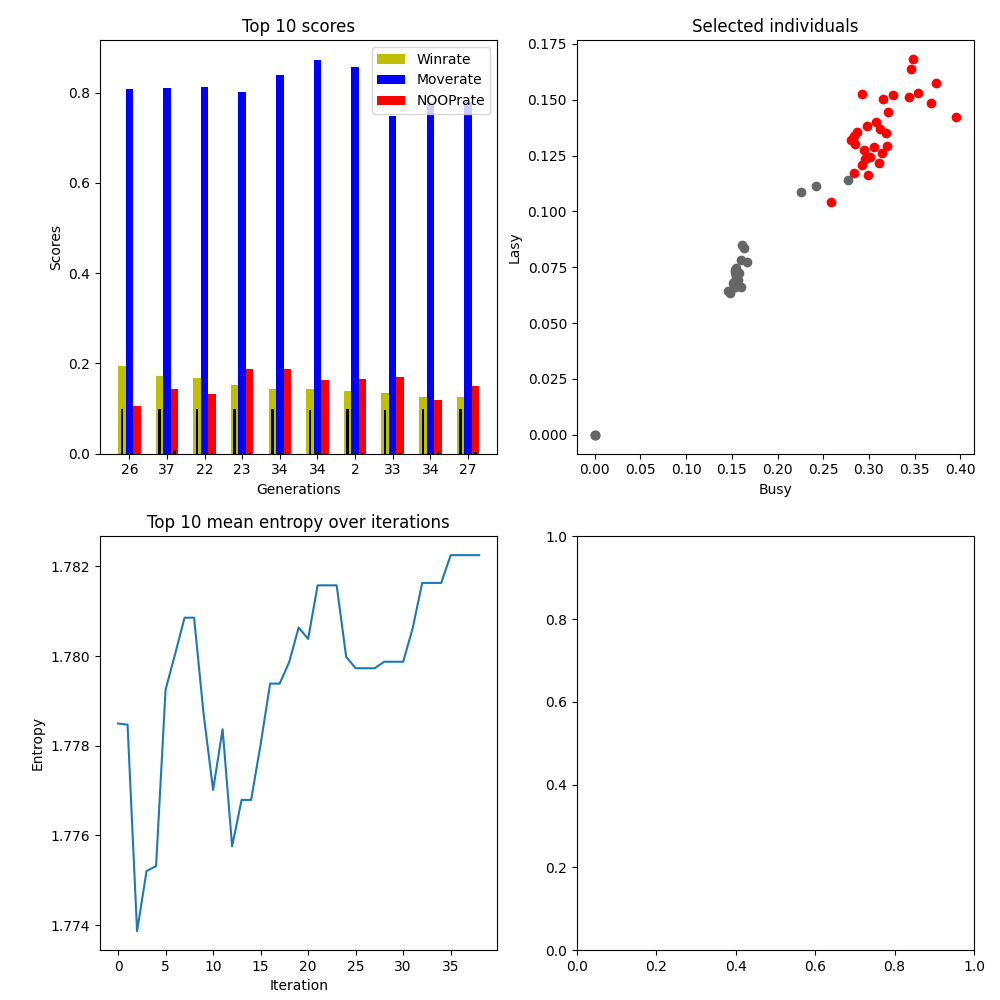 Top 10 scores
Winrate
Moverate
NOOPrate
0.8
0.6
0.4
0.2
0.0
Scores
26 37 22 23 34 34 2 33 34 27
Generations
Selected individuals
0.175
0.150
0.125
0.100
0.075
0.050
0.025
0.000
Lasy
0.00 0.05 0.10 0.15 0.20 0.25 0.30 0.35 0.40
Busy
Top 10 mean entropy over iterations
1.782
1.780
1.778
1.776
1.774
Entropy
0 5 10 15 20 25 30 35
Iteration
1.0
0.8
0.6
0.4
0.2
0.0
0.0 0.2 0.4 0.6 0.8 1.0